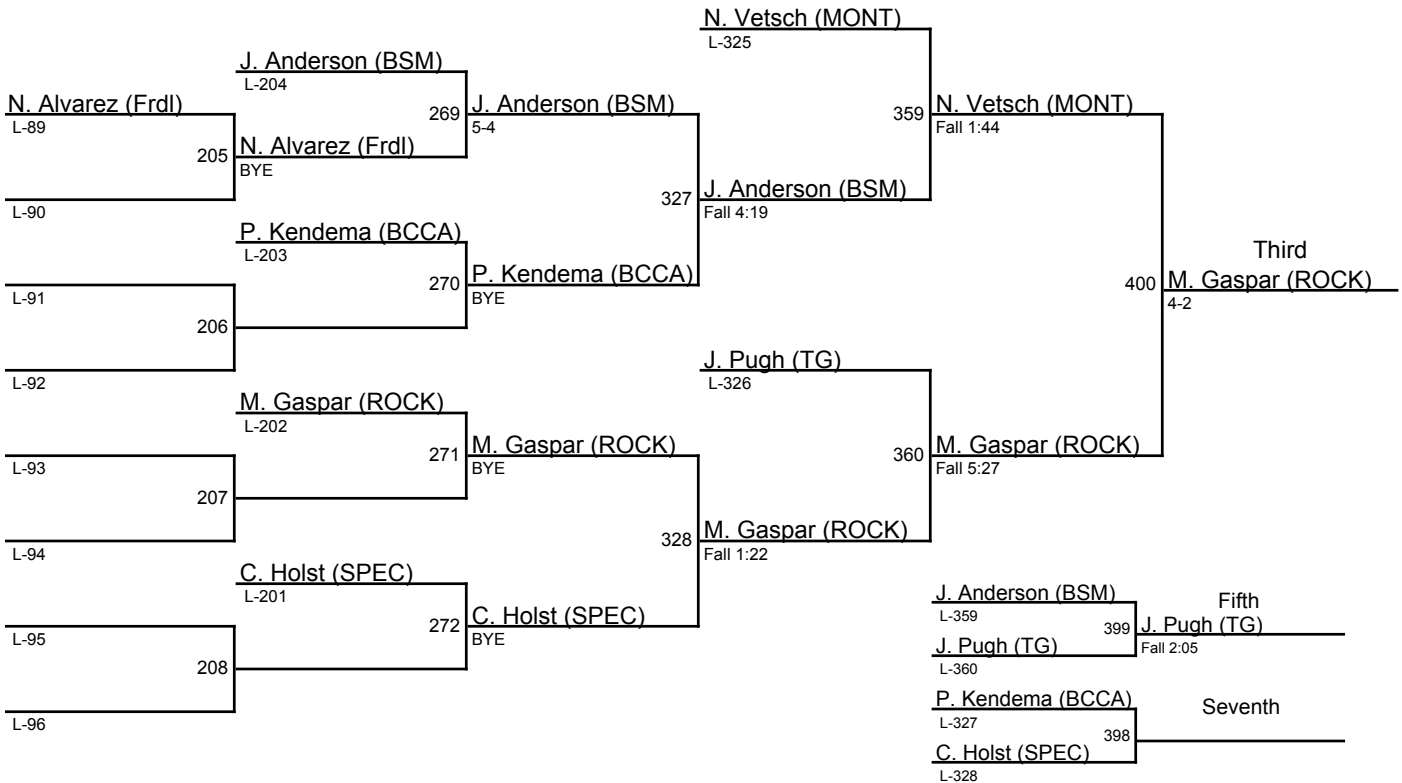 N. Vetsch (MONT)
L-325
J. Anderson (BSM)
L-204
N. Alvarez (Frdl)
L-89
269
J. Anderson (BSM)
5-4
359
N. Vetsch (MONT)
Fall 1:44
205
N. Alvarez (Frdl)
BYE
L-90
327
J. Anderson (BSM)
Fall 4:19
P. Kendema (BCCA)
L-203
L-91
270
P. Kendema (BCCA)
BYE
400
Third
M. Gaspar (ROCK)
4-2
206
L-92
J. Pugh (TG)
L-326
M. Gaspar (ROCK)
L-202
L-93
271
M. Gaspar (ROCK)
BYE
360
M. Gaspar (ROCK)
Fall 5:27
207
L-94
328
M. Gaspar (ROCK)
Fall 1:22
C. Holst (SPEC)
L-201
L-95
272
C. Holst (SPEC)
BYE
208
L-96
J. Anderson (BSM)
L-359
399
Fifth
J. Pugh (TG)
Fall 2:05
J. Pugh (TG)
L-360
P. Kendema (BCCA)
L-327
398
Seventh
C. Holst (SPEC)
L-328